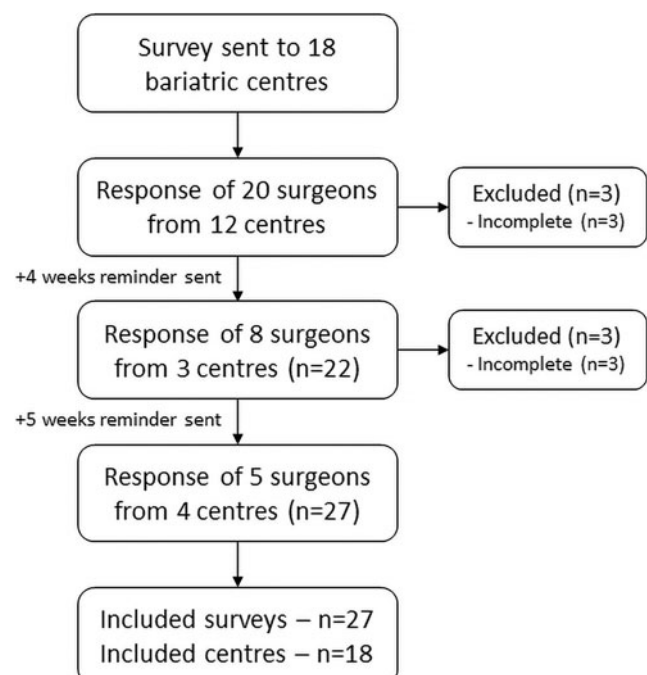 Survey sent to 18
bariatric centres
Response of 20 surgeons
from 12 centres
Excluded (n=3)
- Incomplete (n=3)
+4 weeks reminder sent
Response of 8 surgeons
from 3 centres (n=22)
Excluded (n=3)
- Incomplete (n=3)
+5 weeks reminder sent
Response of 5 surgeons
from 4 centres (n=27)
Included surveys – n=27
Included centres – n=18